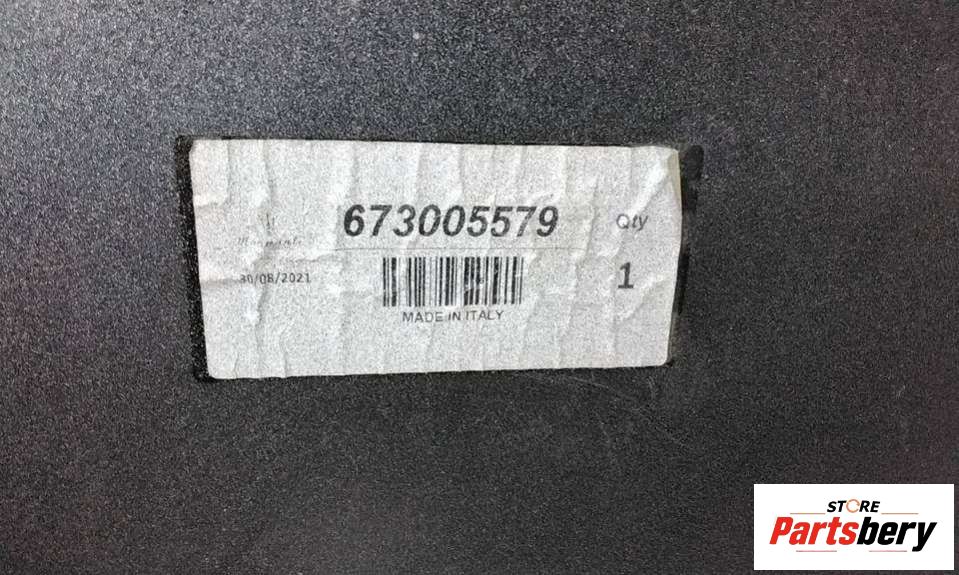 673005579
Qty
30/08/2021
1
MADE IN ITALY
STORE
Partsbery